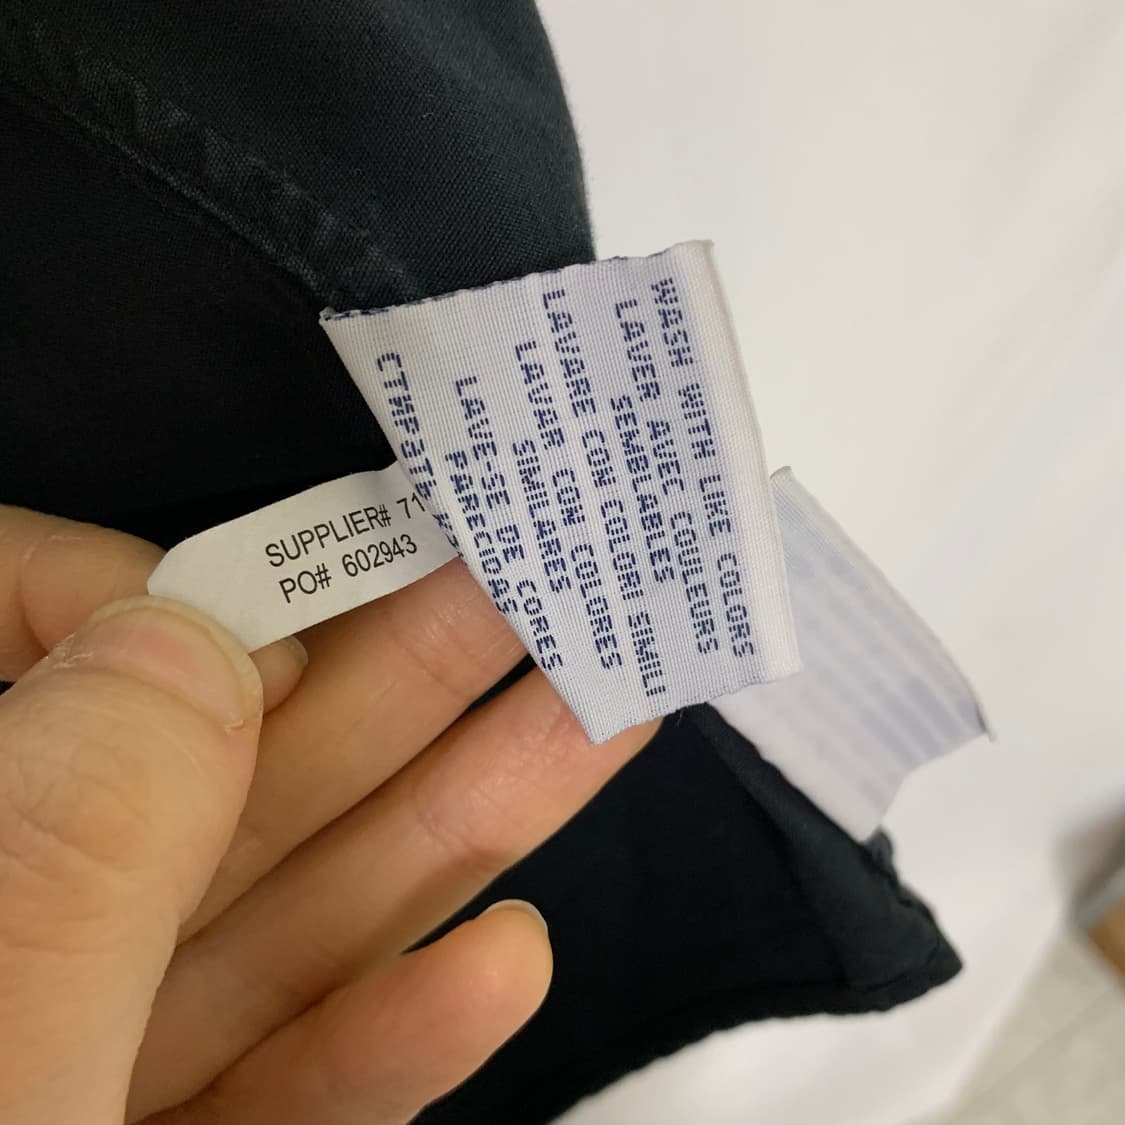 WASH WITH LIKE COLORS
LAVER AVEC COULEURS
SEMBLABLES
LAVARE CON COLORI SIMILI
LAVAR CON COLORES
SIMILARES
LAVE-SE DE CORES
PARECIDAS
SUPPLIER# 71
PO# 602943